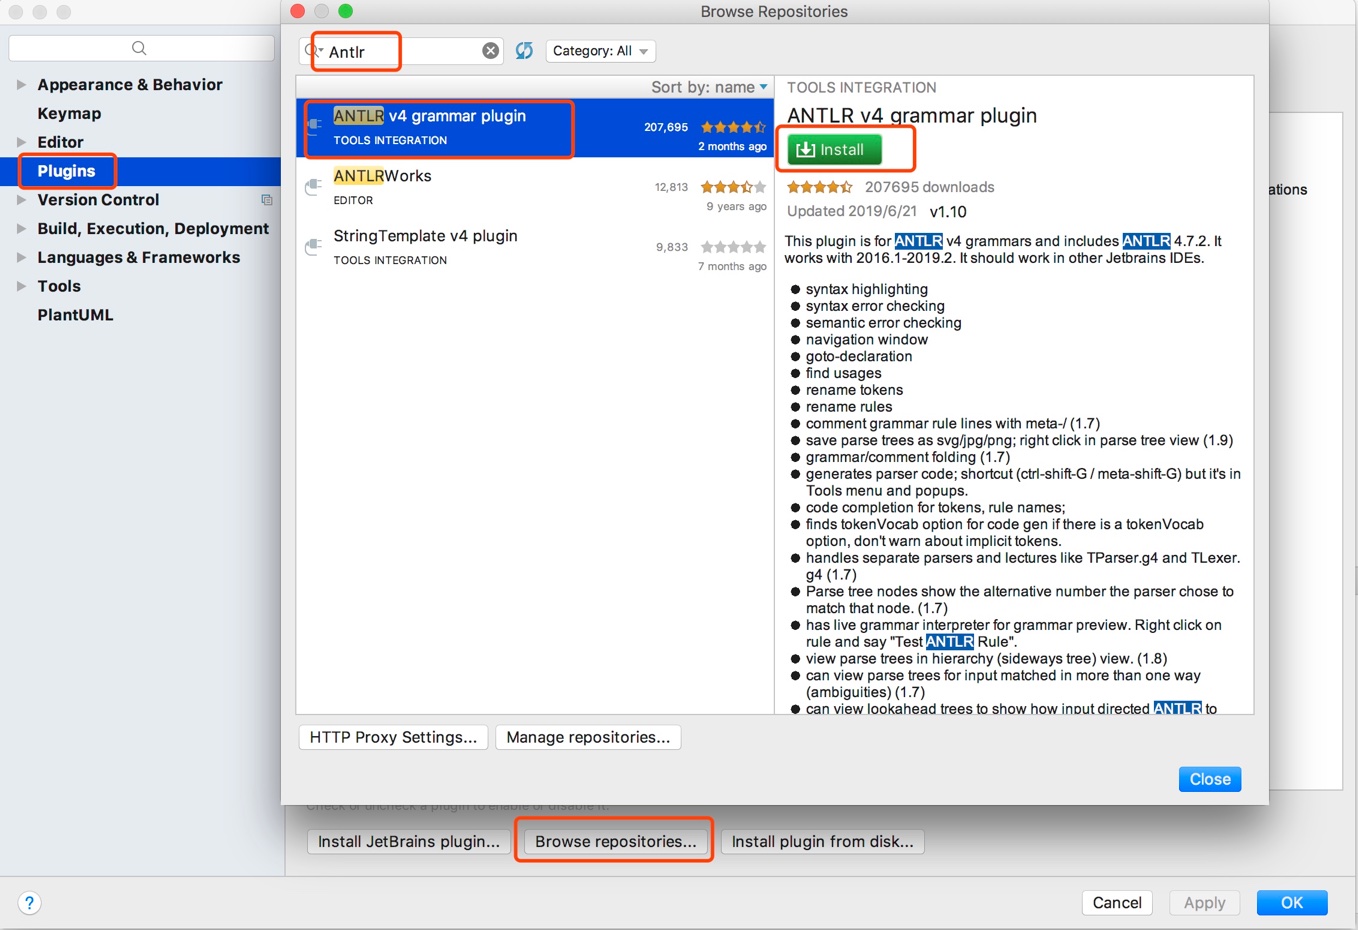 Browse Repositories
Antlr
Category: All
Appearance & Behavior
Keymap
Editor
Plugins
Version Control
Build, Execution, Deployment
Languages & Frameworks
Tools
PlantUML
Sort by: name
ANTLR v4 grammar plugin
TOOLS INTEGRATION
207,695
2 months ago
ANTLRWorks
EDITOR
12,813
9 years ago
StringTemplate v4 plugin
TOOLS INTEGRATION
9,833
7 months ago
TOOLS INTEGRATION
ANTLR v4 grammar plugin
Install
207695 downloads
Updated 2019/6/21 v1.10
This plugin is for ANTLR v4 grammars and includes ANTLR 4.7.2. It
works with 2016.1-2019.2. It should work in other Jetbrains IDEs.
● syntax highlighting
● syntax error checking
● semantic error checking
● navigation window
● goto-declaration
● find usages
● rename tokens
● rename rules
● comment grammar rule lines with meta-/ (1.7)
● save parse trees as svg/jpg/png; right click in parse tree view (1.9)
● grammar/comment folding (1.7)
● generates parser code; shortcut (ctrl-shift-G / meta-shift-G) but it's in
Tools menu and popups.
● code completion for tokens, rule names;
● finds tokenVocab option for code gen if there is a tokenVocab
option, don't warn about implicit tokens.
● handles separate parsers and lectures like TParser.g4 and TLexer.
g4 (1.7)
● Parse tree nodes show the alternative number the parser chose to
match that node. (1.7)
● has live grammar interpreter for grammar preview. Right click on
rule and say "Test ANTLR Rule".
● view parse trees in hierarchy (sideways tree) view. (1.8)
● can view parse trees for input matched in more than one way
(ambiguities) (1.7)
● can view lookahead trees to show how input directed ANTLR to
ations
HTTP Proxy Settings...
Manage repositories...
Close
Check or uncheck a plugin to enable or disable it.
Install JetBrains plugin...
Browse repositories...
Install plugin from disk...
?
Cancel
Apply
OK